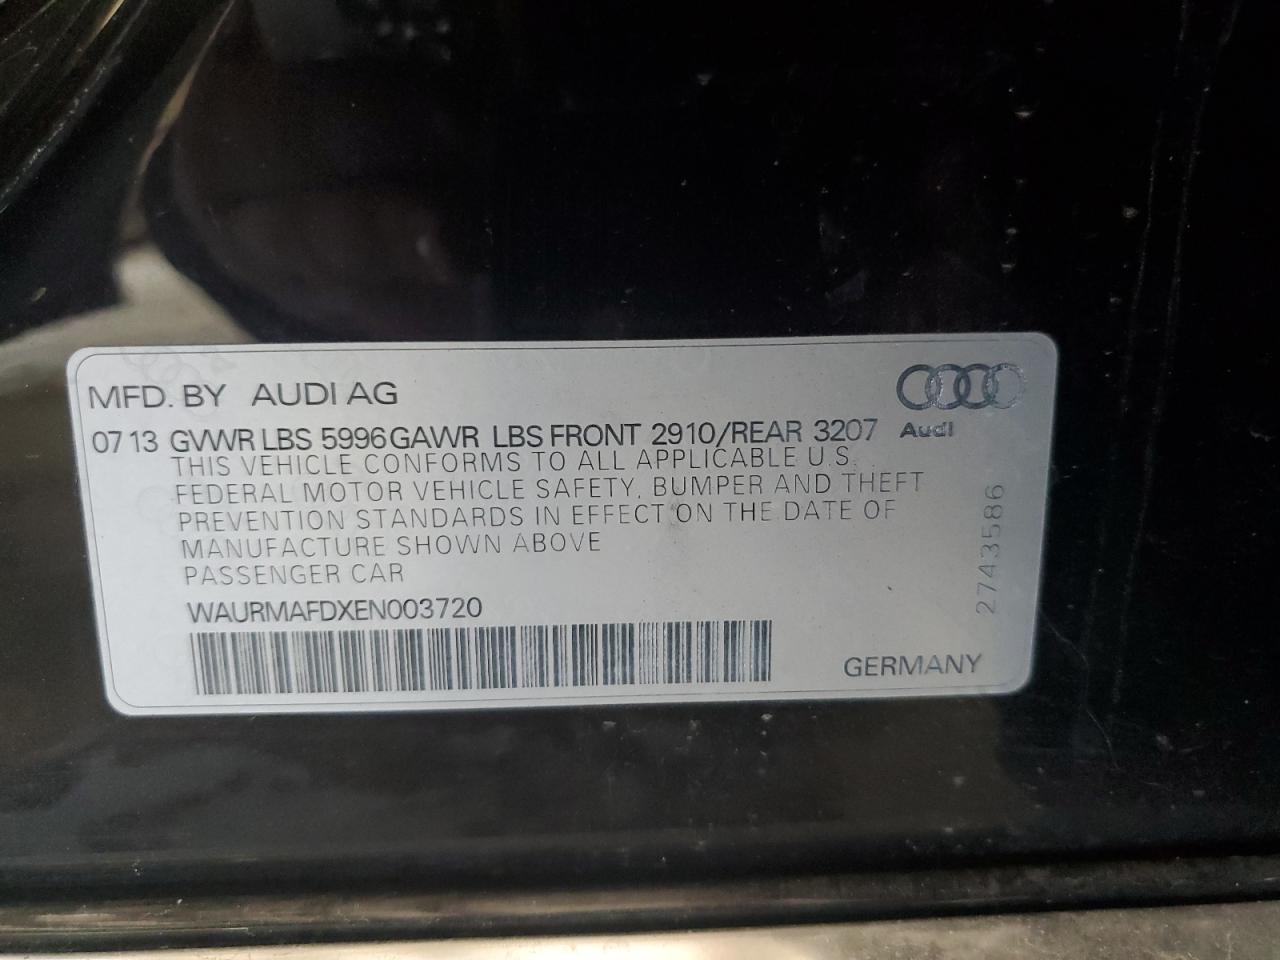 MFD. BY AUDI AG
07 13 GVWR LBS 5996 GAWR LBS FRONT 2910/REAR 3207
Audi
THIS VEHICLE CONFORMS TO ALL APPLICABLE U.S.
FEDERAL MOTOR VEHICLE SAFETY, BUMPER AND THEFT
PREVENTION STANDARDS IN EFFECT ON THE DATE OF
MANUFACTURE SHOWN ABOVE
PASSENGER CAR
WAURMAFDXEN003720
GERMANY
2743586